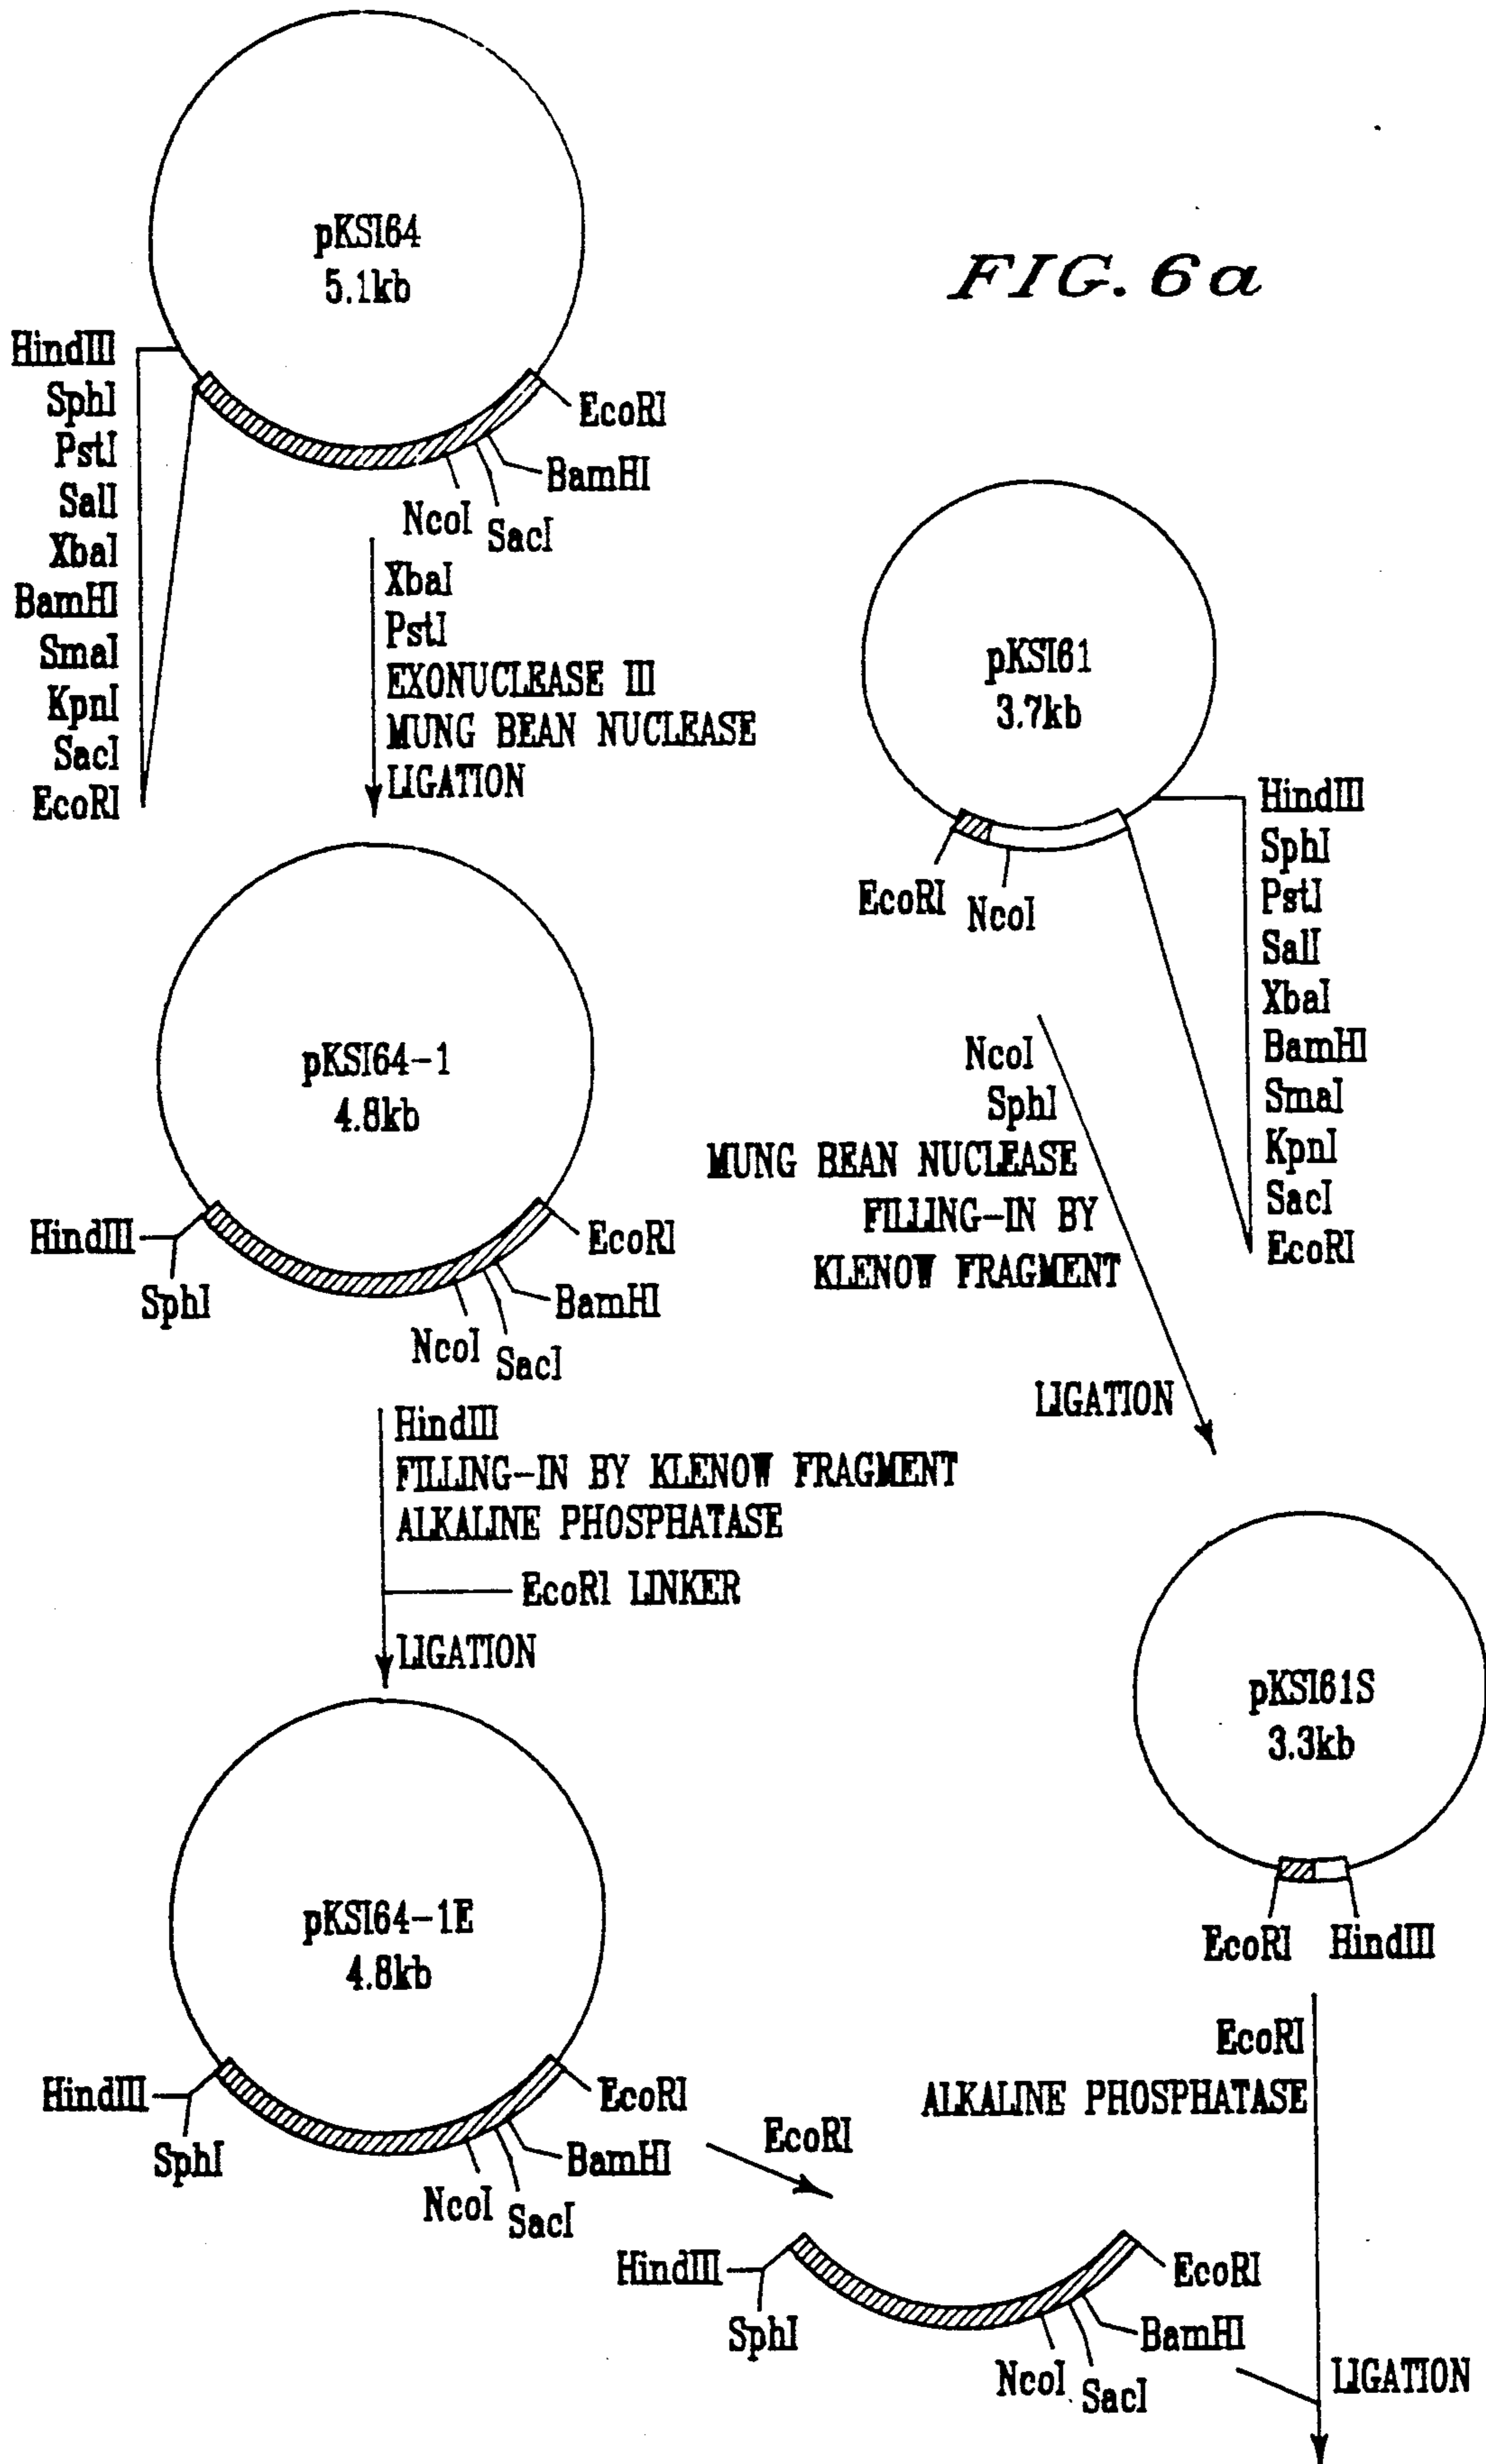 FIG. 6a
pKSI64
5.1kb
HindIII
SphI
PstI
SalI
XbaI
BamHI
SmaI
KpnI
SacI
EcoRI
EcoRI
BamHI
SacI
NcoI
XbaI
PstI
EXONUCLEASE III
MUNG BEAN NUCLEASE
LIGATION
pKSI61
3.7kb
EcoRI
NcoI
HindIII
SphI
PstI
SalI
XbaI
BamHI
SmaI
KpnI
SacI
EcoRI
NcoI
SphI
MUNG BEAN NUCLEASE
FILLING-IN BY
KLENOW FRAGMENT
LIGATION
pKSI64-1
4.8kb
HindIII
SphI
EcoRI
BamHI
NcoI
SacI
HindIII
FILLING-IN BY KLENOW FRAGMENT
ALKALINE PHOSPHATASE
EcoRI LINKER
LIGATION
pKSI61S
3.3kb
EcoRI
HindIII
EcoRI
ALKALINE PHOSPHATASE
pKSI64-1E
4.8kb
HindIII
SphI
EcoRI
BamHI
NcoI
SacI
EcoRI
HindIII
SphI
EcoRI
BamHI
NcoI
SacI
LIGATION